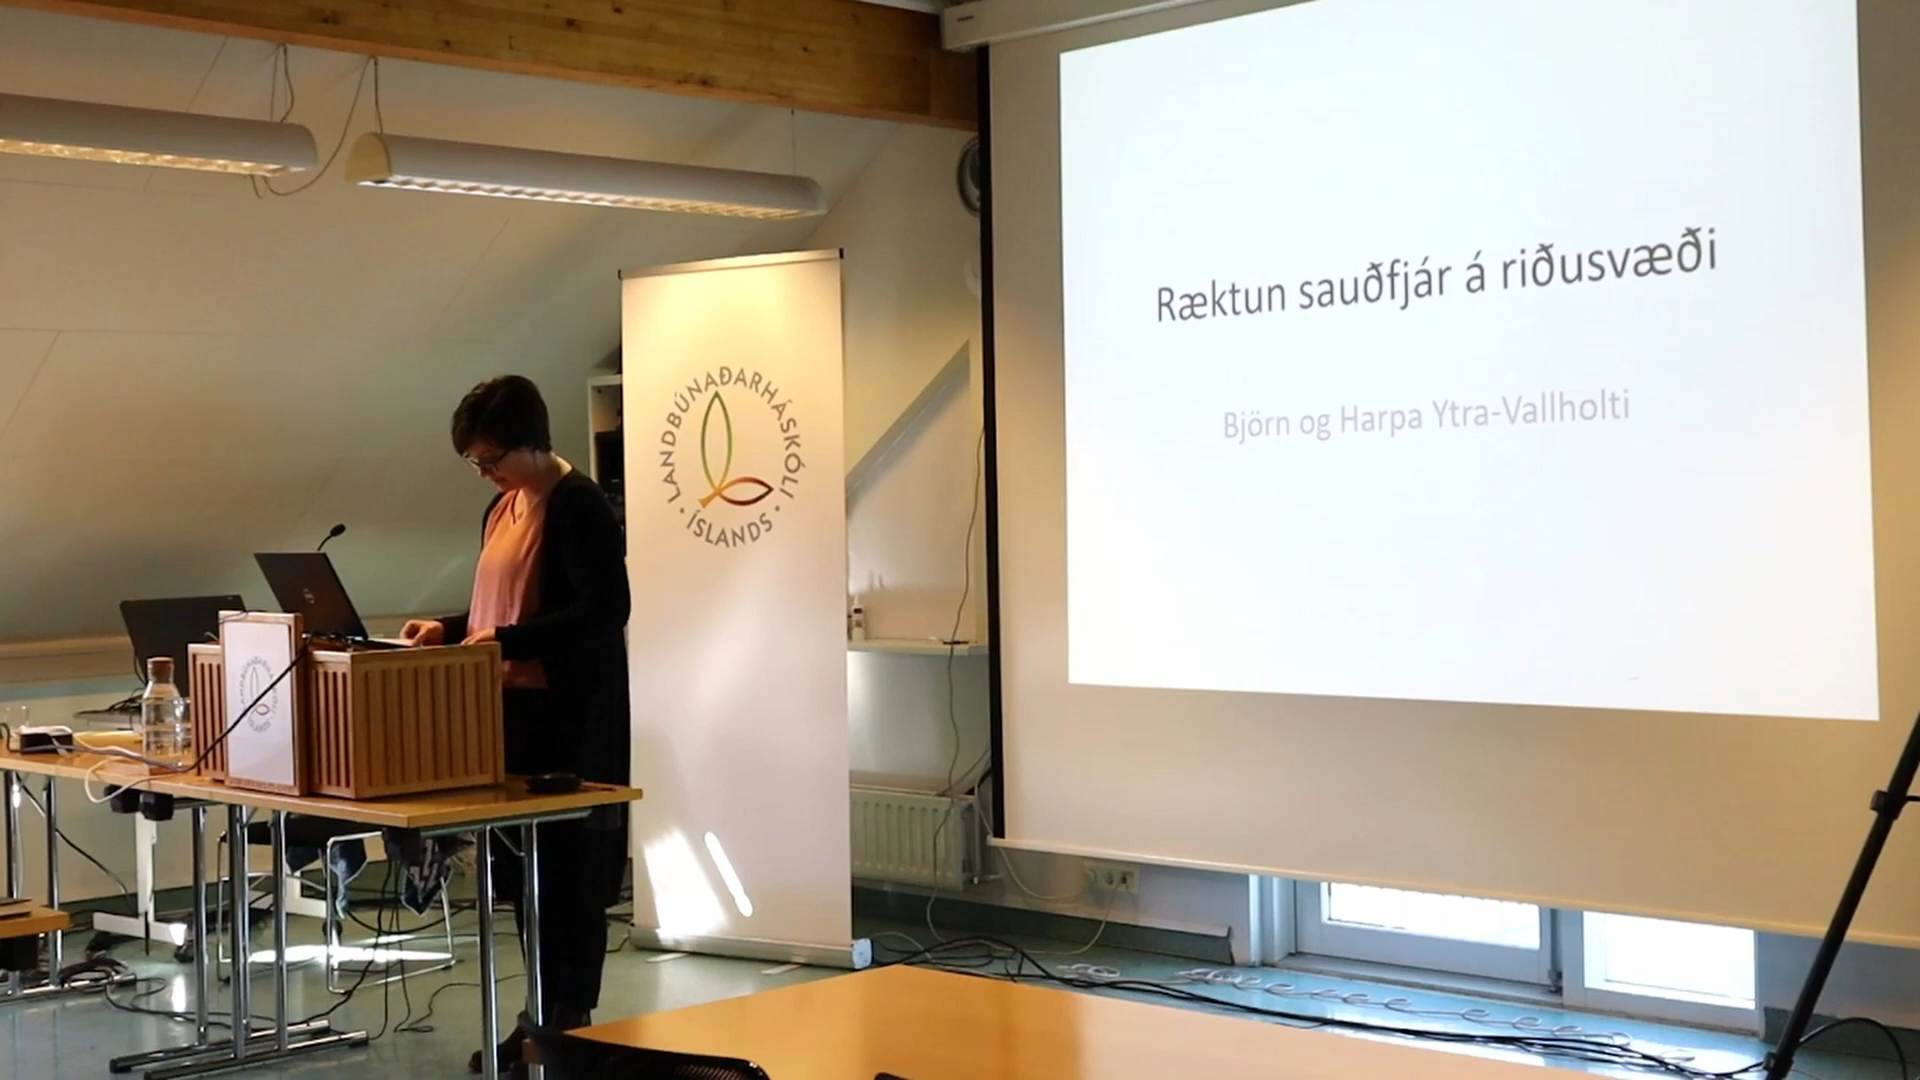 Ræktun sauðfjár á riðusvæði
Björn og Harpa Ytra-Vallholti
LANDBÚNAÐARHÁSKÓLI · ÍSLANDS ·